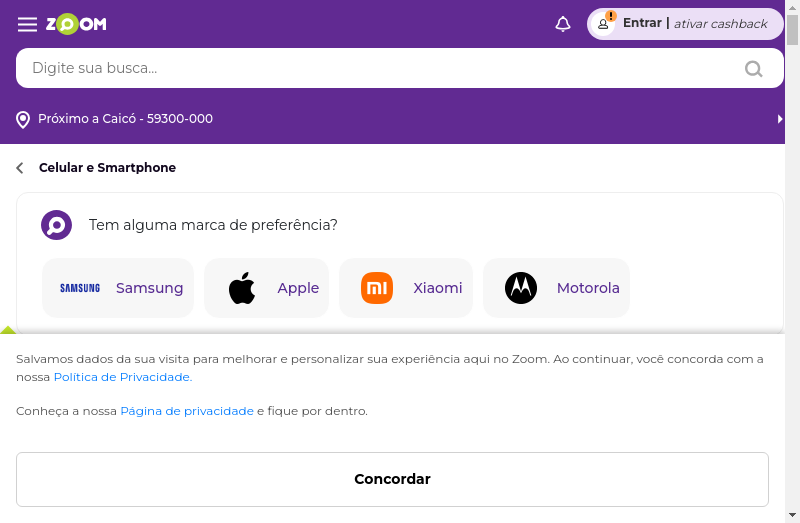 ZOOM
Entrar | ativar cashback
Digite sua busca...
Próximo a Caicó - 59300-000
Celular e Smartphone
Tem alguma marca de preferência?
SAMSUNG Samsung
Apple
mi Xiaomi
Motorola
Salvamos dados da sua visita para melhorar e personalizar sua experiência aqui no Zoom. Ao continuar, você concorda com a
nossa Política de Privacidade.
Conheça a nossa Página de privacidade e fique por dentro.
Concordar